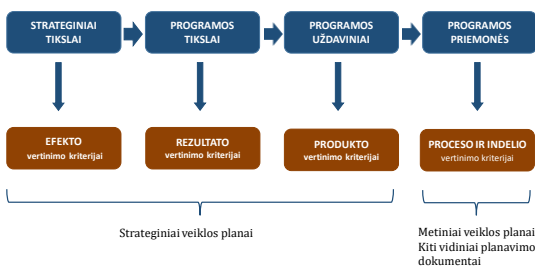 STRATEGINIAI
TIKSLAI
PROGRAMOS
TIKSLAI
PROGRAMOS
UŽDAVINIAI
PROGRAMOS
PRIEMONĖS
EFEKTO
vertinimo kriterijai
REZULTATO
vertinimo kriterijai
PRODUKTO
vertinimo kriterijai
PROCESO IR INDELIO
vertinimo kriterijai
Strateginiai veiklos planai
Metiniai veiklos planai
Kiti vidiniai planavimo
dokumentai